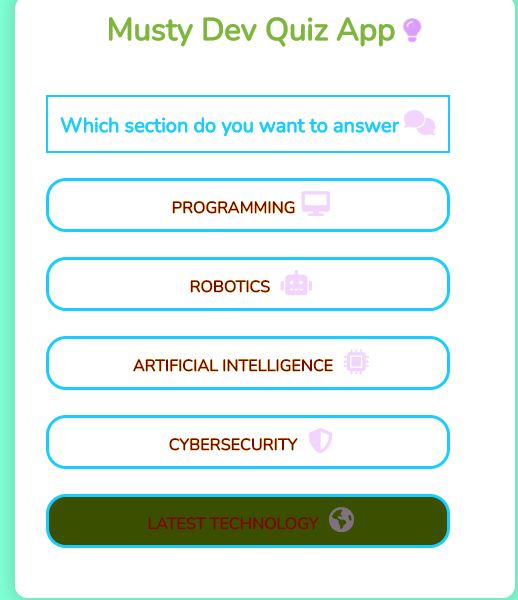 Musty Dev Quiz App
Which section do you want to answer
PROGRAMMING
ROBOTICS
ARTIFICIAL INTELLIGENCE
CYBERSECURITY
LATEST TECHNOLOGY